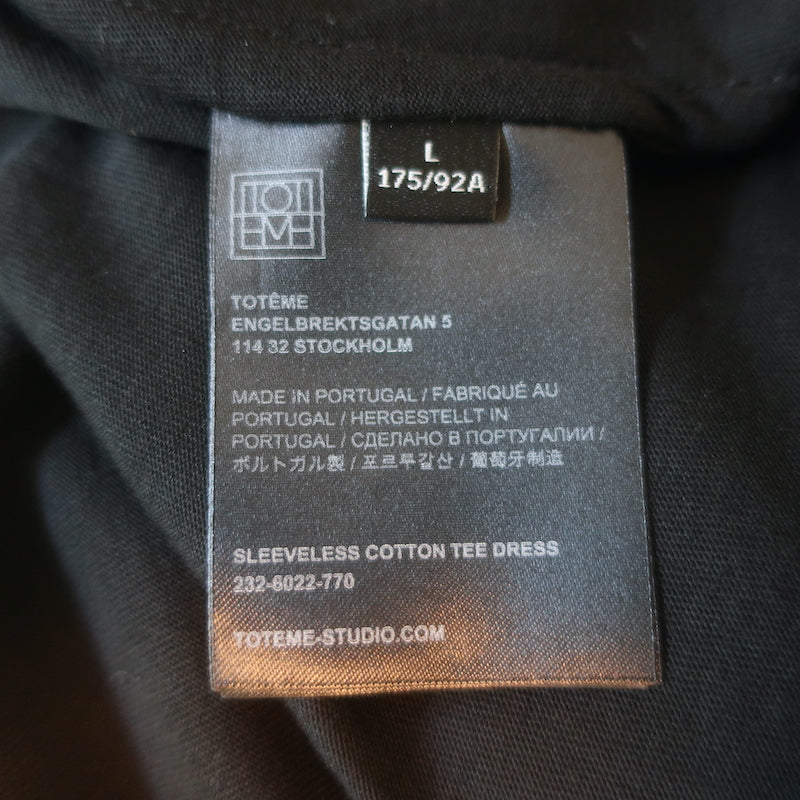 L
175/92A
TOT
EME
TOTÊME
ENGELBREKTSGATAN 5
114 32 STOCKHOLM
MADE IN PORTUGAL / FABRIQUÉ AU
PORTUGAL / HERGESTELLT IN
PORTUGAL / СДЕЛАНО В ПОРТУГАЛИИ /
ポルトガル製 / 포르투갈산 / 葡萄牙制造
SLEEVELESS COTTON TEE DRESS
232-6022-770
TOTEME-STUDIO.COM